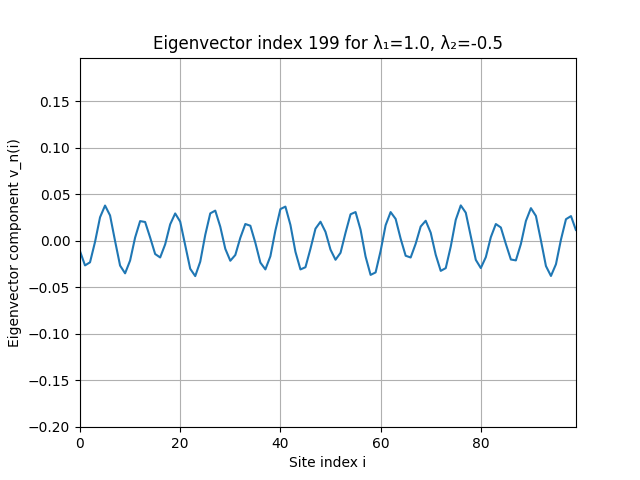 Eigenvector index 199 for λ₁=1.0, λ₂=-0.5
Eigenvector component v_n(i)
0.15
0.10
0.05
0.00
−0.05
−0.10
−0.15
−0.20
0 20 40 60 80
Site index i